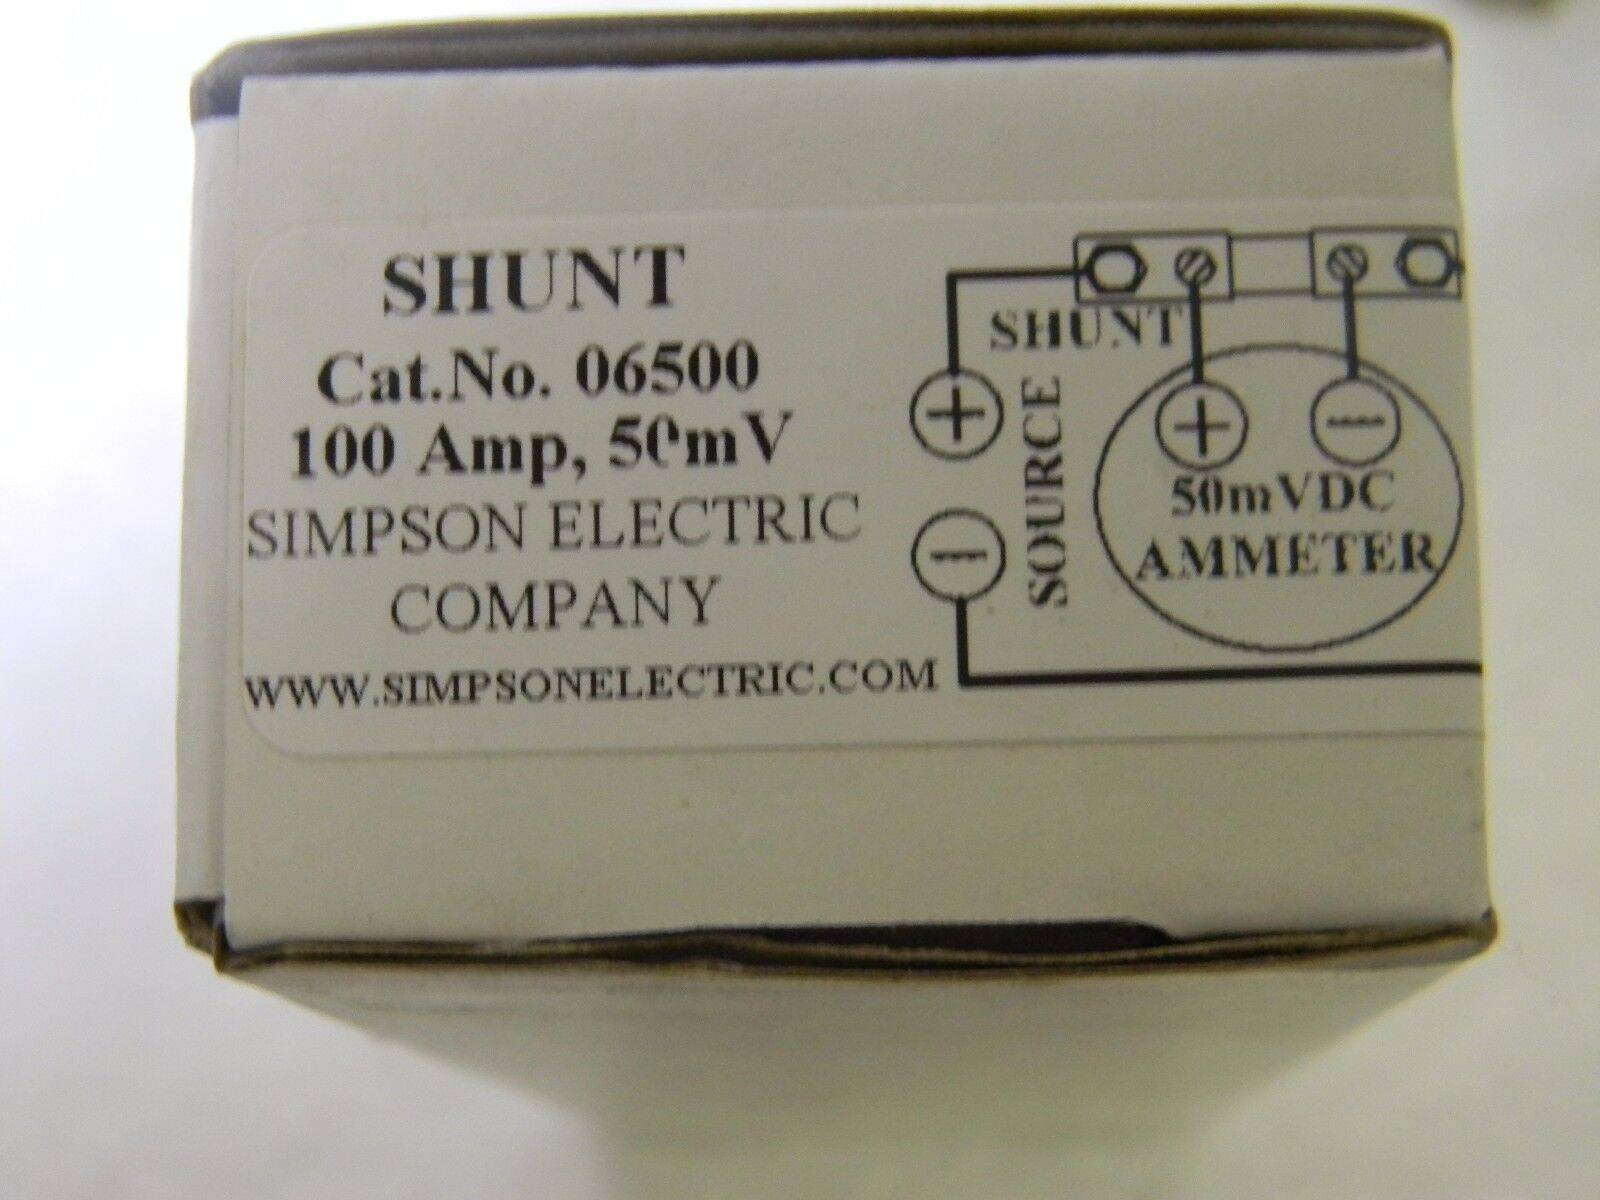 SHUNT
Cat.No. 06500
100 Amp, 50mV
SIMPSON ELECTRIC
COMPANY
WWW.SIMPSONELECTRIC.COM
SHUNT
SOURCE
+
-
+ -
50mVDC
AMMETER